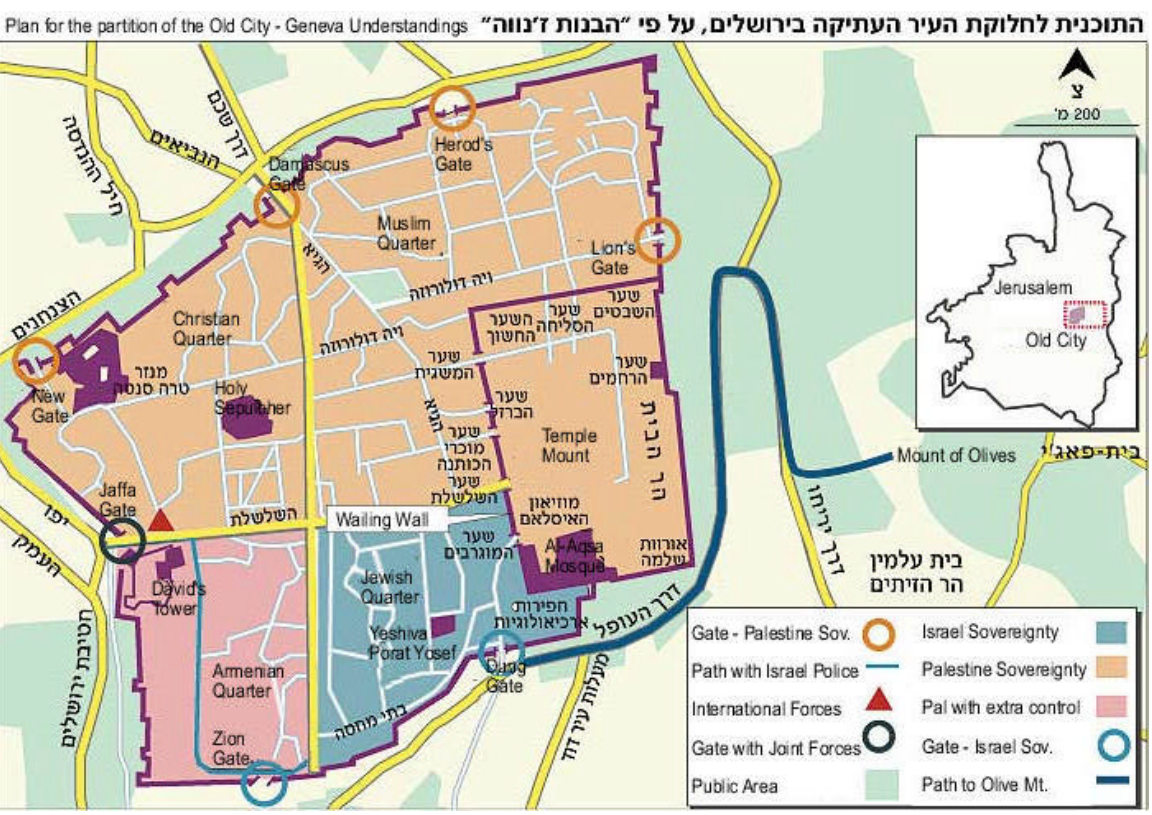 Plan for the partition of the Old City - Geneva Understandings
התוכנית לחלוקת העיר העתיקה בירושלים, על פי "הבנות ז'נווה"
צ
200 מ'
Jerusalem
Old City
דרך שכם
הנביאים
חיל ההנדסה
הצנחנים
Herod's
Gate
Damascus
Gate
Muslim
Quarter
הגיא
Lion's
Gate
ויה דולורוזה
שער
השבטים
שער
הסליחה
השער
החשוך
Christian
Quarter
ויה דולורוזה
שער
המשגית
שער
הרחמים
מנזר
טרה סנטה
New
Gate
Holy
Sepulcher
הגיא
שער
הברזל
שער
מוכרי
הכותנה
שער
השלשלת
Temple
Mount
הר הבית
Mount of Olives
בית-פאג'י
Jaffa
Gate
יפו
העמק
השלשלת
Wailing Wall
מוזיאון
האיסלאם
שער
המוגרבים
Al-Aqsa
Mosque
אורוות
שלמה
דרך יריחו
בית עלמין
הר הזיתים
David's
Tower
Jewish
Quarter
Yeshiva
Porat Yosef
חפירות
ארכיאולוגיות
דרך העופל
Dung
Gate
חטיבת ירושלים
Armenian
Quarter
Zion
Gate
בתי מחסה
מעלות עיר דוד
Gate - Palestine Sov.
Israel Sovereignty
Path with Israel Police
Palestine Sovereignty
International Forces
Pal with extra control
Gate with Joint Forces
Gate - Israel Sov.
Public Area
Path to Olive Mt.